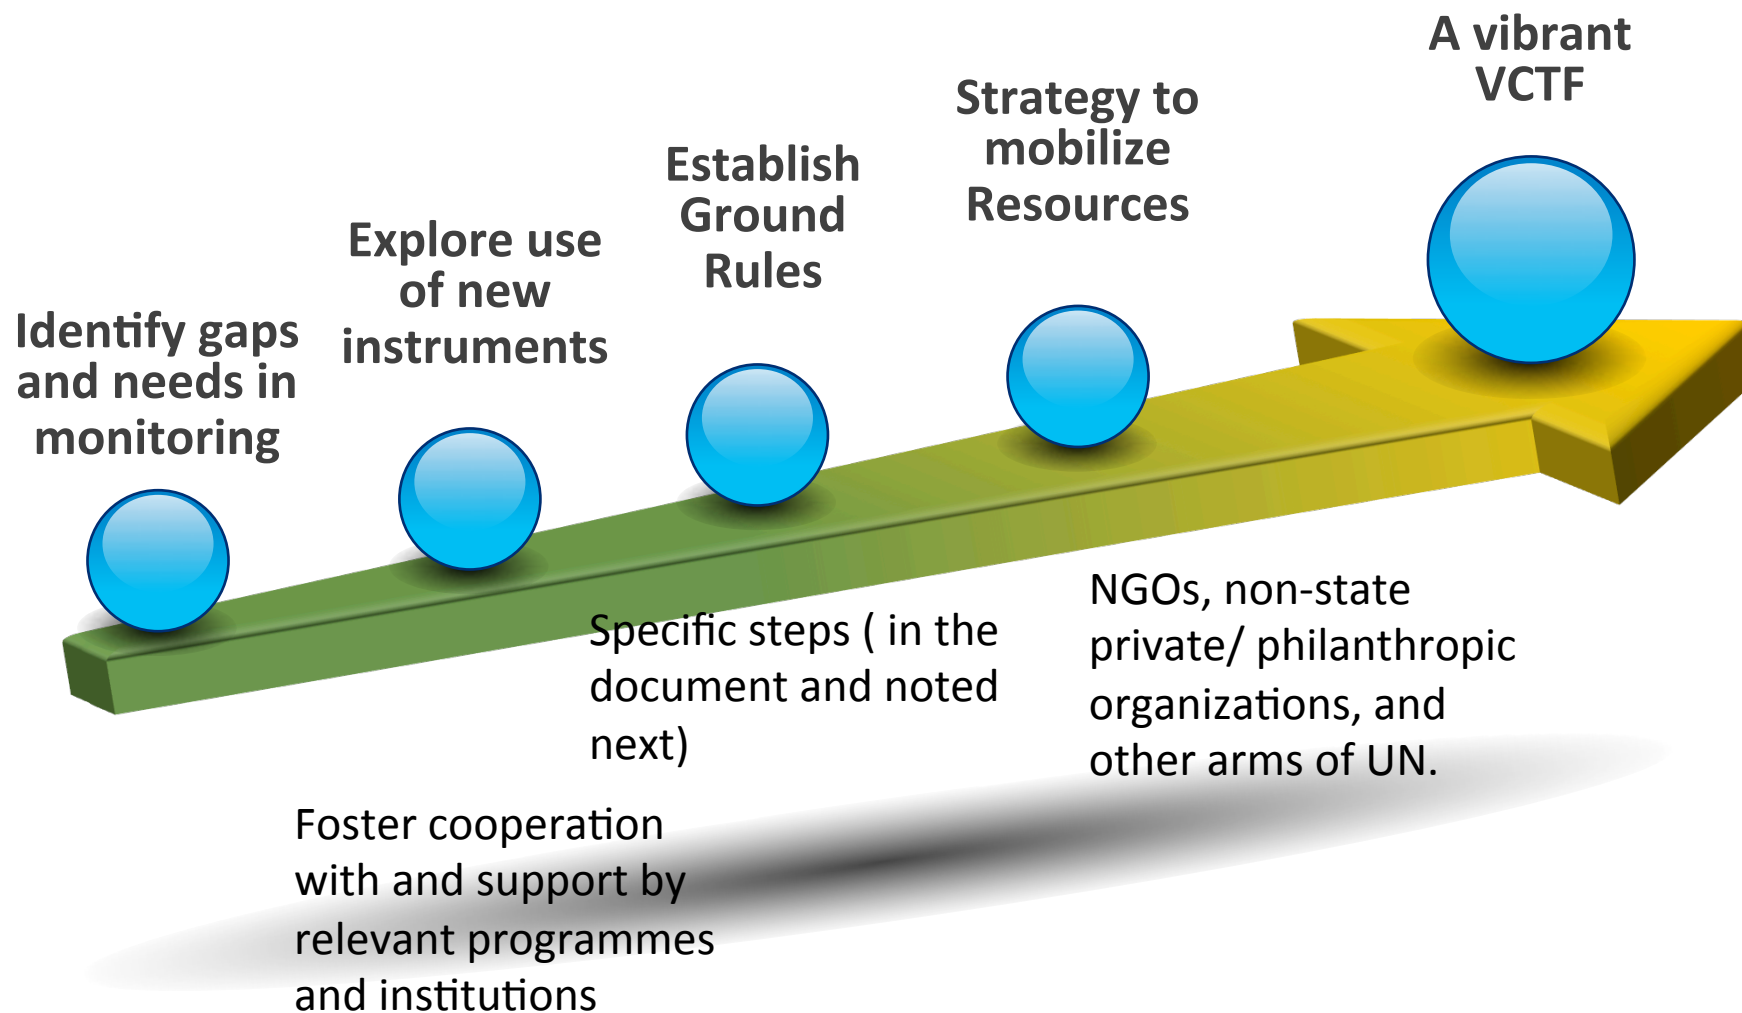 Identify gaps
and needs in
monitoring
Explore use
of new
instruments
Establish
Ground
Rules
Strategy to
mobilize
Resources
A vibrant
VCTF
Specific steps ( in the
document and noted
next)
NGOs, non-state
private/ philanthropic
organizations, and
other arms of UN.
Foster cooperation
with and support by
relevant programmes
and institutions